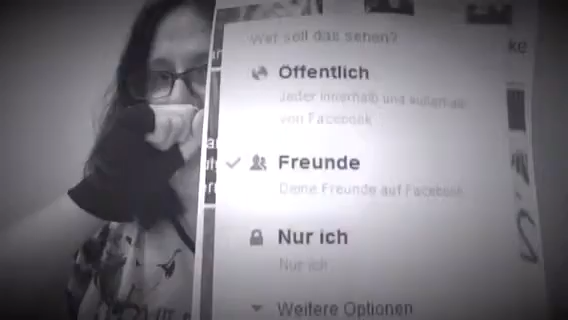 Wer soll das sehen?
Öffentlich
Jeder innerhalb und außerhalb
von Facebook
Freunde
Deine Freunde auf Facebook
Nur ich
Nur ich
Weitere Optionen
ke